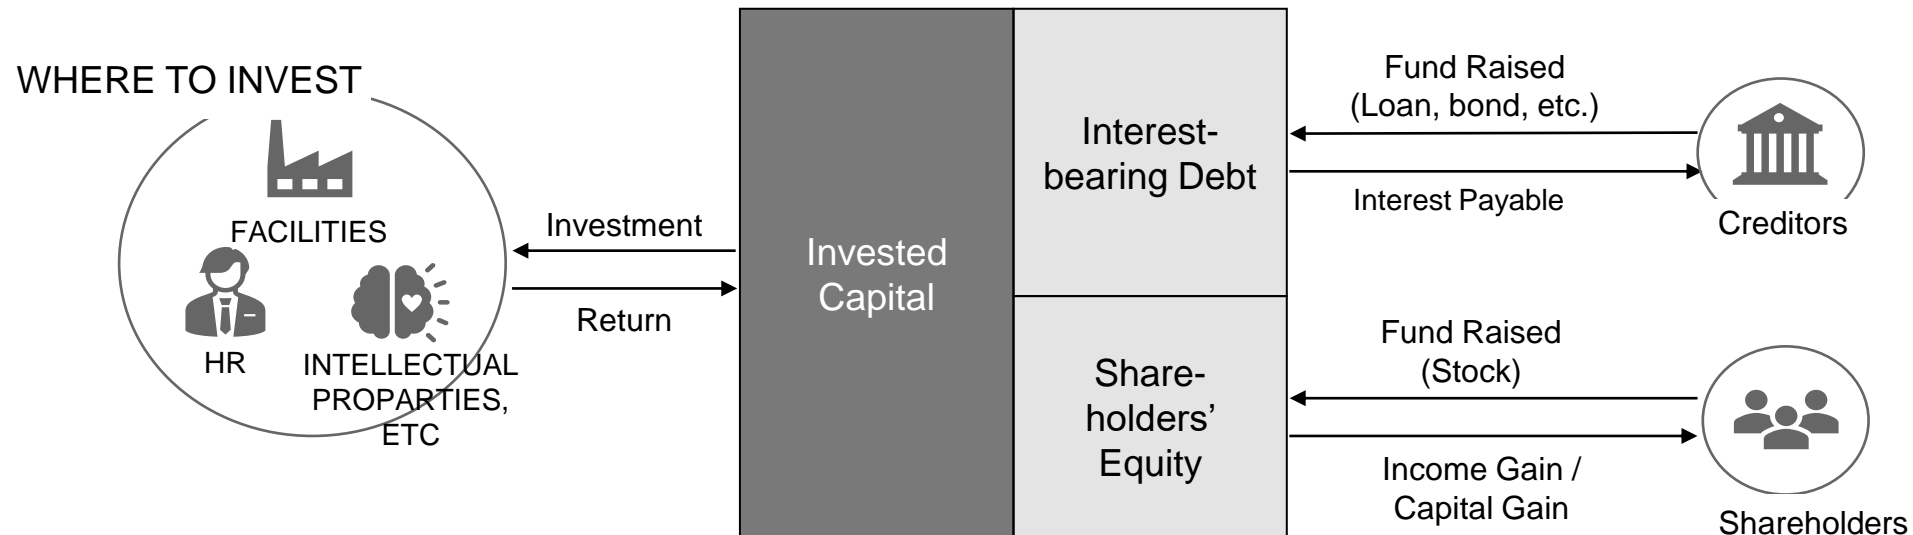 WHERE TO INVEST
FACILITIES
HR
INTELLECTUAL
PROPARTIES,
ETC
Investment
Return
Invested
Capital
Interest-
bearing Debt
Share-
holders’
Equity
Fund Raised
(Loan, bond, etc.)
Interest Payable
Creditors
Fund Raised
(Stock)
Income Gain /
Capital Gain
Shareholders